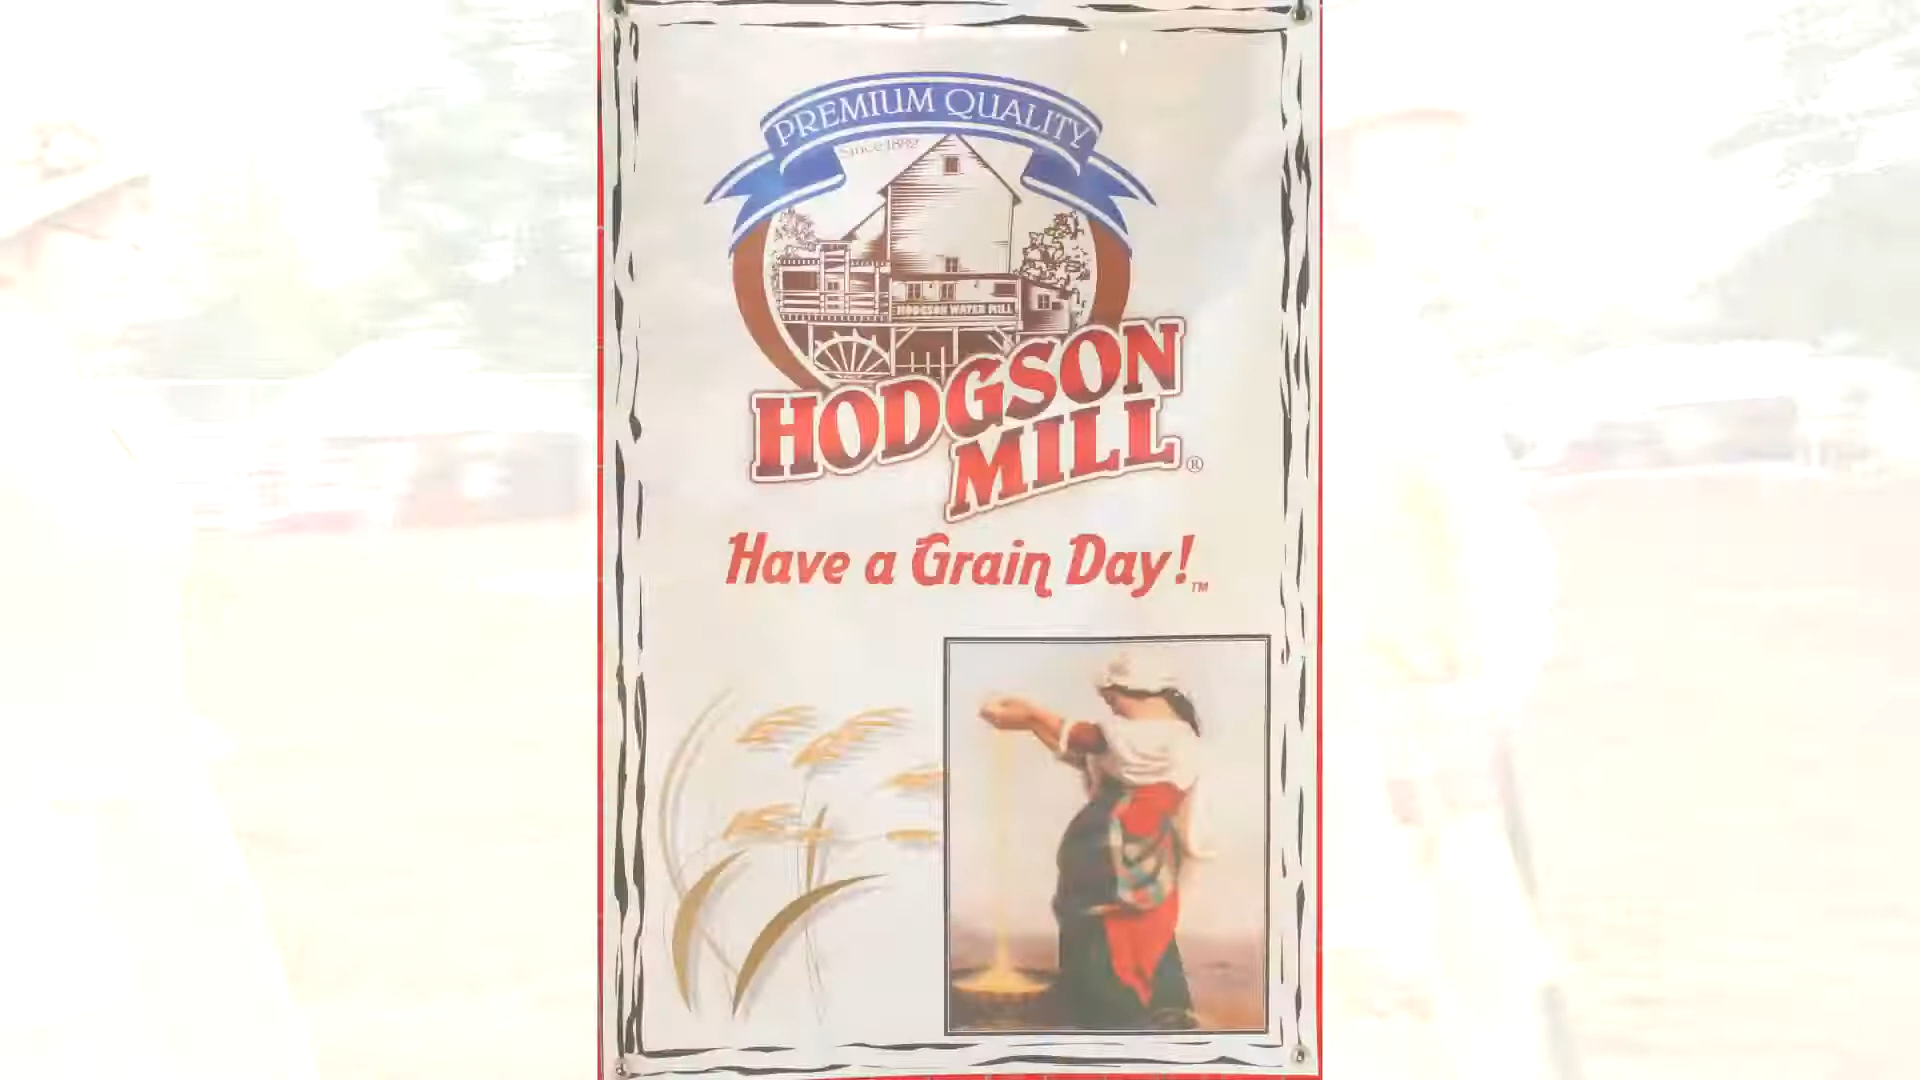 PREMIUM QUALITY
Since 1882
HODGSON WATER MILL
HODGSON
MILL®
Have a Grain Day!™